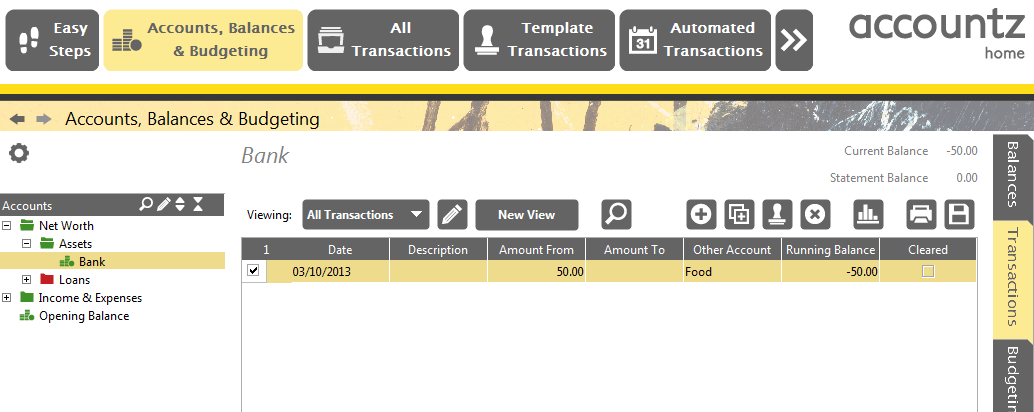 Easy Steps
Accounts, Balances & Budgeting
All Transactions
Template Transactions
Automated Transactions
accountz
home
Accounts, Balances & Budgeting
Bank
Current Balance -50.00
Statement Balance 0.00
Accounts
Net Worth
Assets
Bank
Loans
Income & Expenses
Opening Balance
Viewing: All Transactions New View
1 Date Description Amount From Amount To Other Account Running Balance Cleared
03/10/2013 50.00 Food -50.00
Balances
Transactions
Budgeti
31